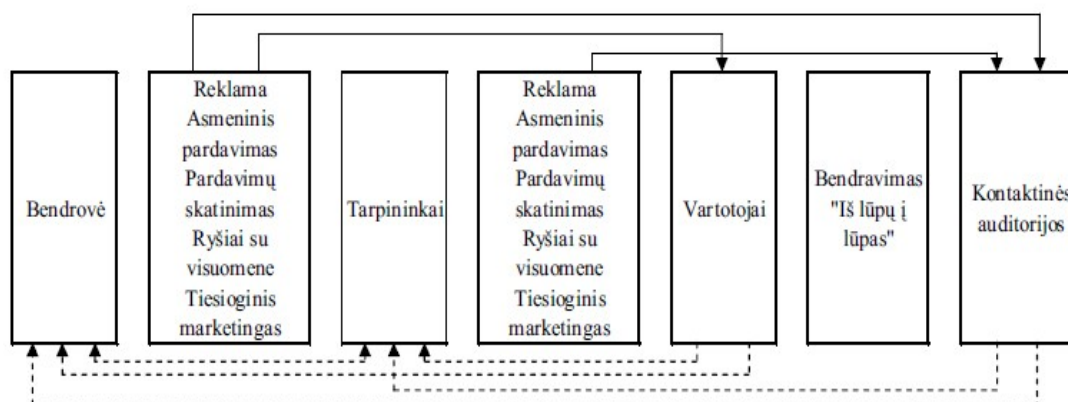 Bendrovė
Reklama
Asmeninis
pardavimas
Pardavimų
skatinimas
Ryšiai su
visuomene
Tiesioginis
marketingas
Tarpininkai
Reklama
Asmeninis
pardavimas
Pardavimų
skatinimas
Ryšiai su
visuomene
Tiesioginis
marketingas
Vartotojai
Bendravimas
"Iš lūpų į
lūpas"
Kontaktinės
auditorijos